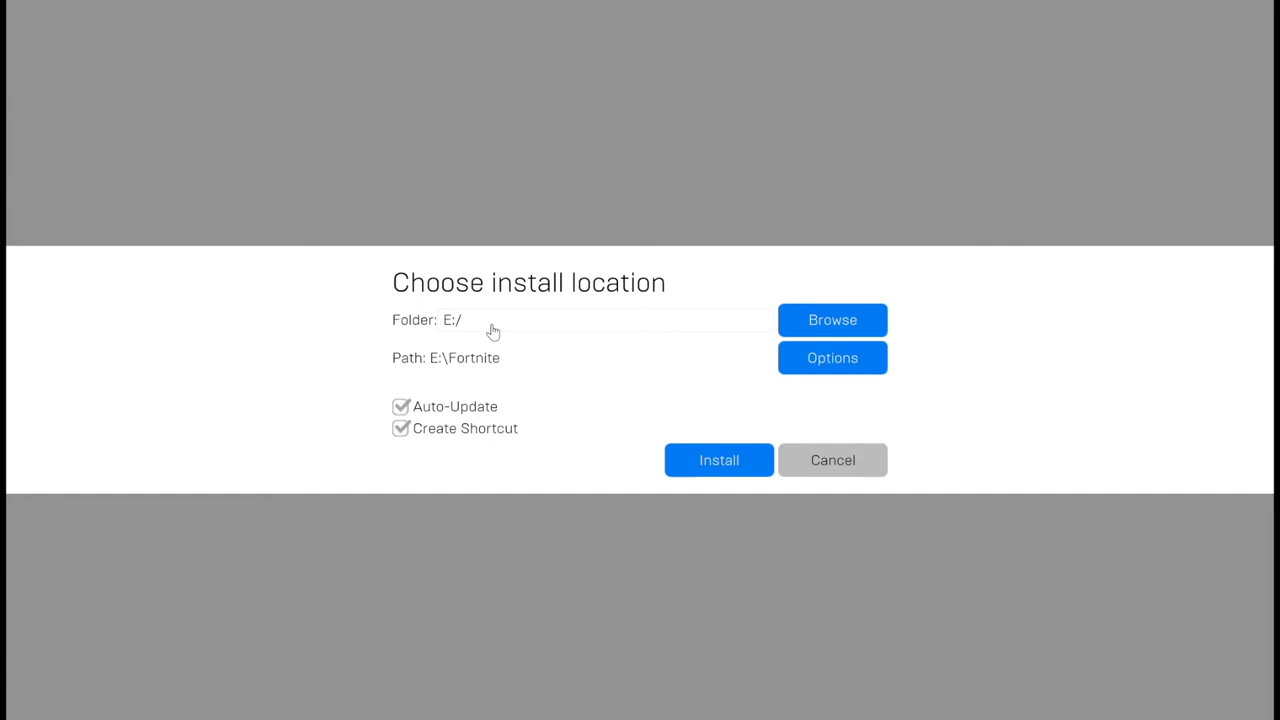 Choose install location
Folder: E:/
Browse
Path: E:\Fortnite
Options
Auto-Update
Create Shortcut
Install
Cancel